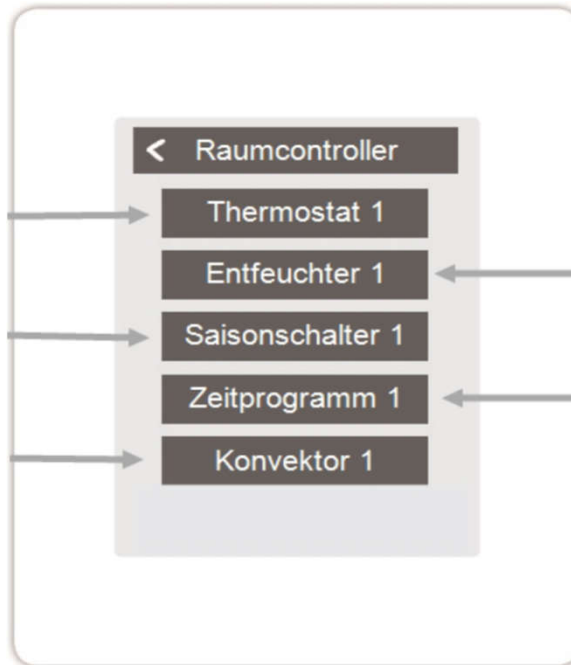 < Raumcontroller
Thermostat 1
Entfeuchter 1
Saisonschalter 1
Zeitprogramm 1
Konvektor 1